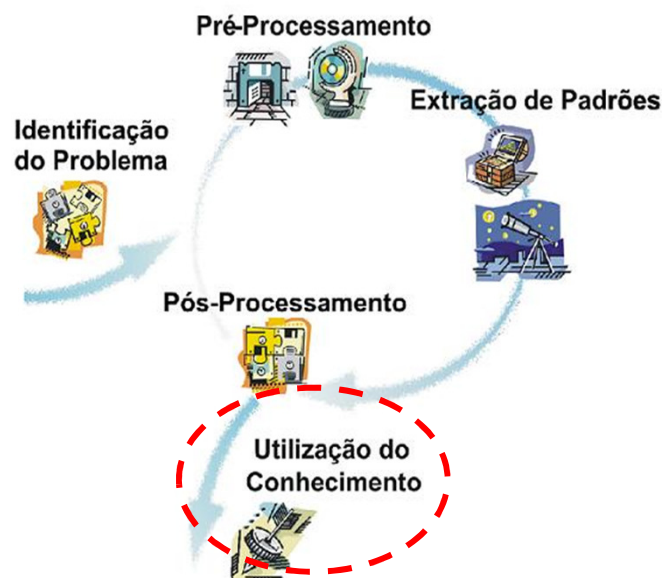 Pré-Processamento
Extração de Padrões
Identificação
do Problema
Pós-Processamento
Utilização do
Conhecimento